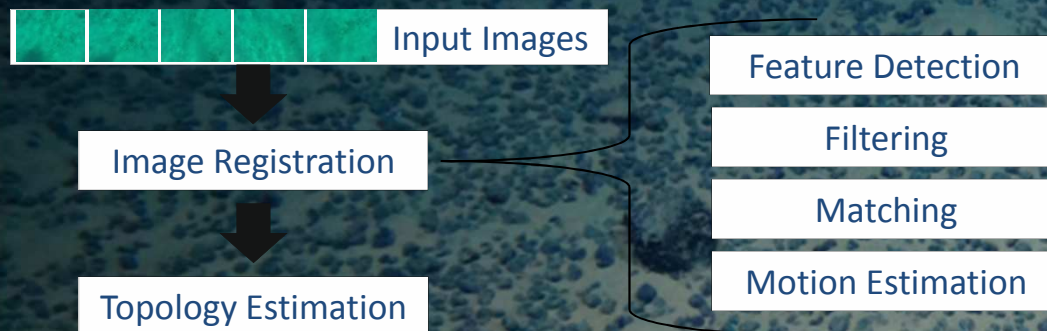 Input Images
Image Registration
Topology Estimation
Feature Detection
Filtering
Matching
Motion Estimation